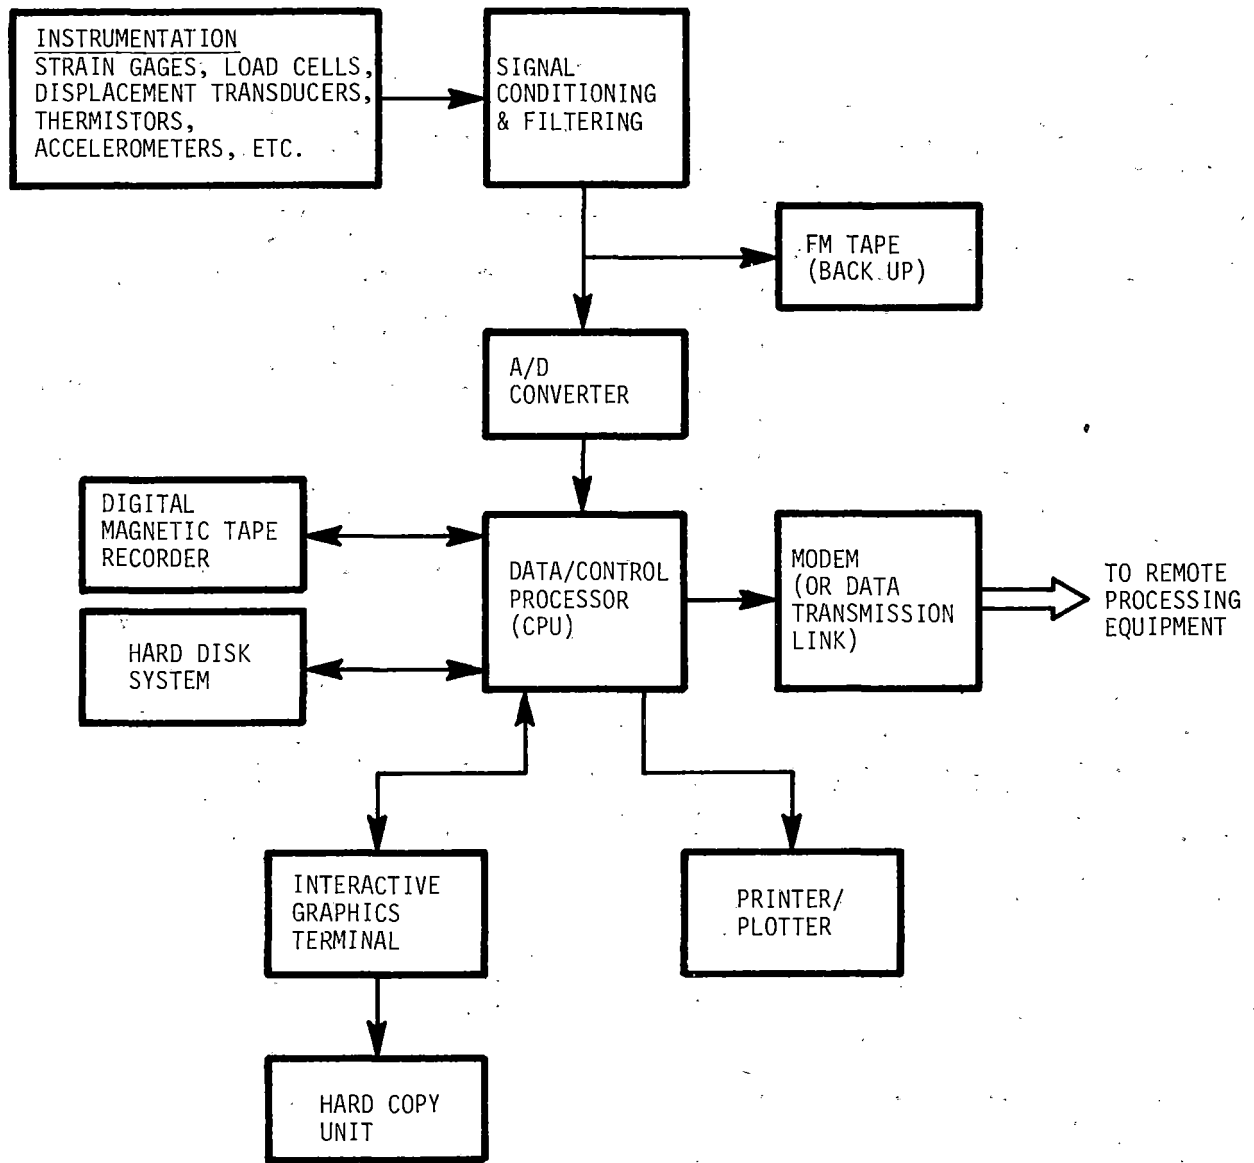 INSTRUMENTATION
STRAIN GAGES, LOAD CELLS,
DISPLACEMENT TRANSDUCERS,
THERMISTORS,
ACCELEROMETERS, ETC.
SIGNAL
CONDITIONING
& FILTERING
FM TAPE
(BACK UP)
A/D
CONVERTER
DIGITAL
MAGNETIC TAPE
RECORDER
HARD DISK
SYSTEM
DATA/CONTROL
PROCESSOR
(CPU)
MODEM
(OR DATA
TRANSMISSION
LINK)
TO REMOTE
PROCESSING
EQUIPMENT
INTERACTIVE
GRAPHICS
TERMINAL
PRINTER/
PLOTTER
HARD COPY
UNIT